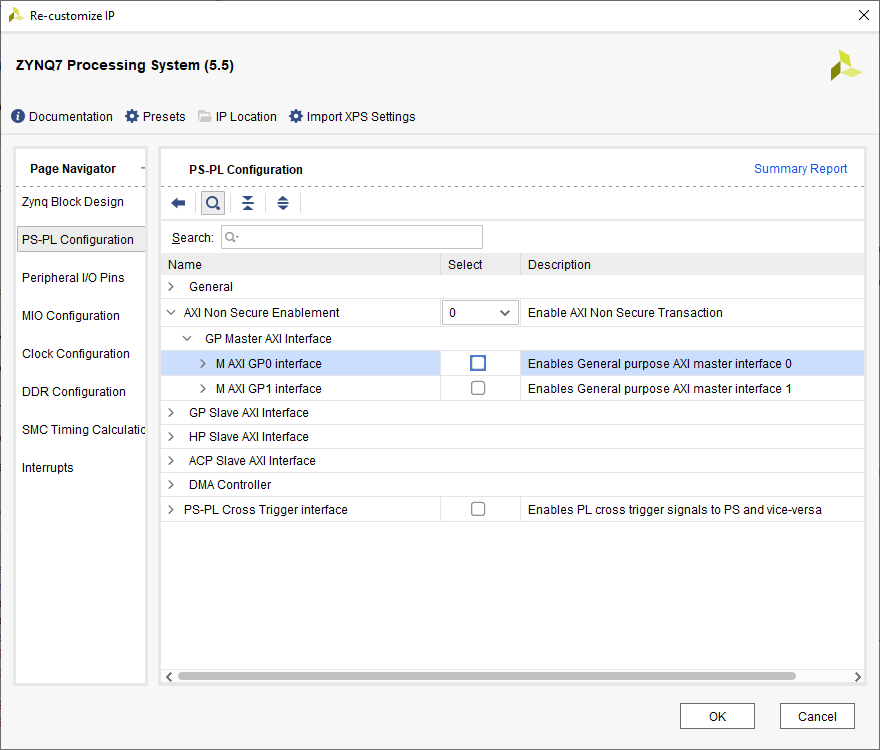 Re-customize IP
ZYNQ7 Processing System (5.5)
Documentation Presets IP Location Import XPS Settings
Page Navigator
Zynq Block Design
PS-PL Configuration
Peripheral I/O Pins
MIO Configuration
Clock Configuration
DDR Configuration
SMC Timing Calculatic
Interrupts
PS-PL Configuration Summary Report
Search:
Name Select Description
General
AXI Non Secure Enablement 0 Enable AXI Non Secure Transaction
GP Master AXI Interface
M AXI GP0 interface Enables General purpose AXI master interface 0
M AXI GP1 interface Enables General purpose AXI master interface 1
GP Slave AXI Interface
HP Slave AXI Interface
ACP Slave AXI Interface
DMA Controller
PS-PL Cross Trigger interface Enables PL cross trigger signals to PS and vice-versa
OK Cancel